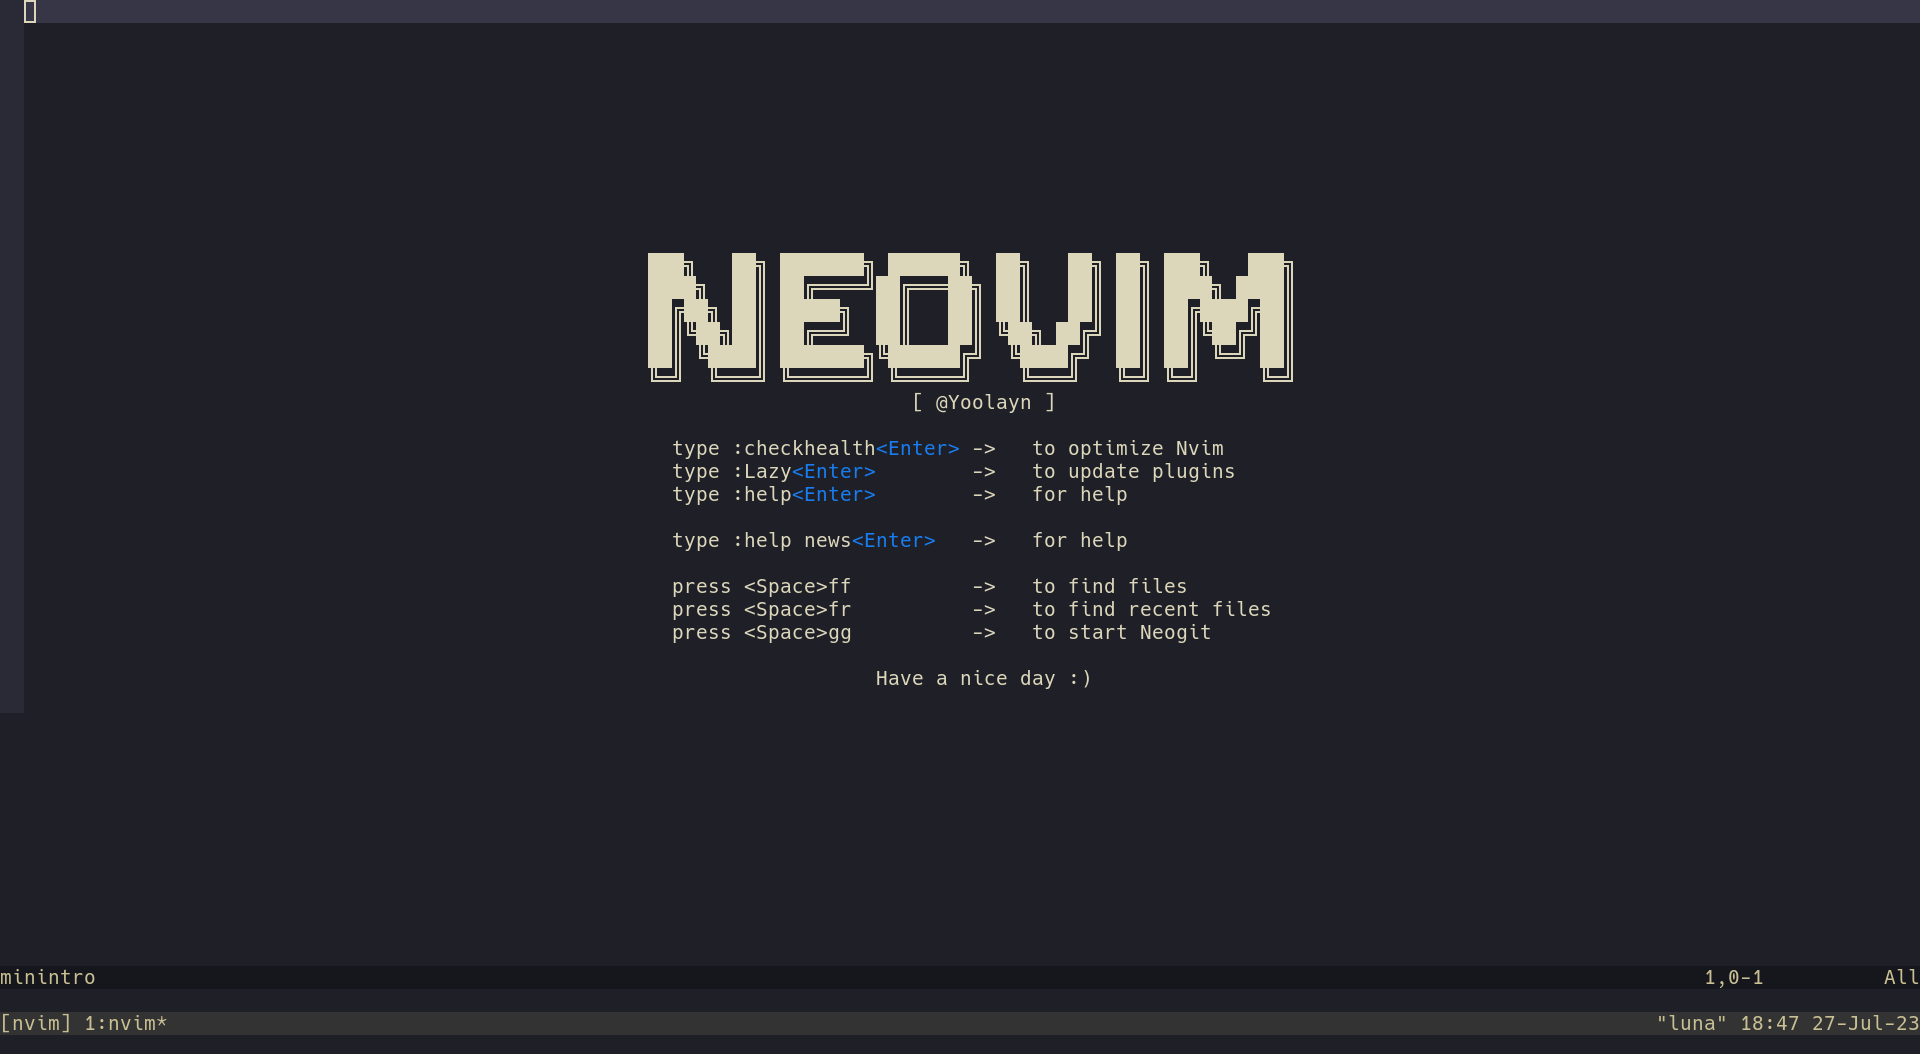 NEOVIM
[ @Yoolayn ]
type :checkhealth<Enter> -> to optimize Nvim
type :Lazy<Enter> -> to update plugins
type :help<Enter> -> for help
type :help news<Enter> -> for help
press <Space>ff -> to find files
press <Space>fr -> to find recent files
press <Space>gg -> to start Neogit
Have a nice day :)
minintro 1,0-1 All
[nvim] 1:nvim* "luna" 18:47 27-Jul-23